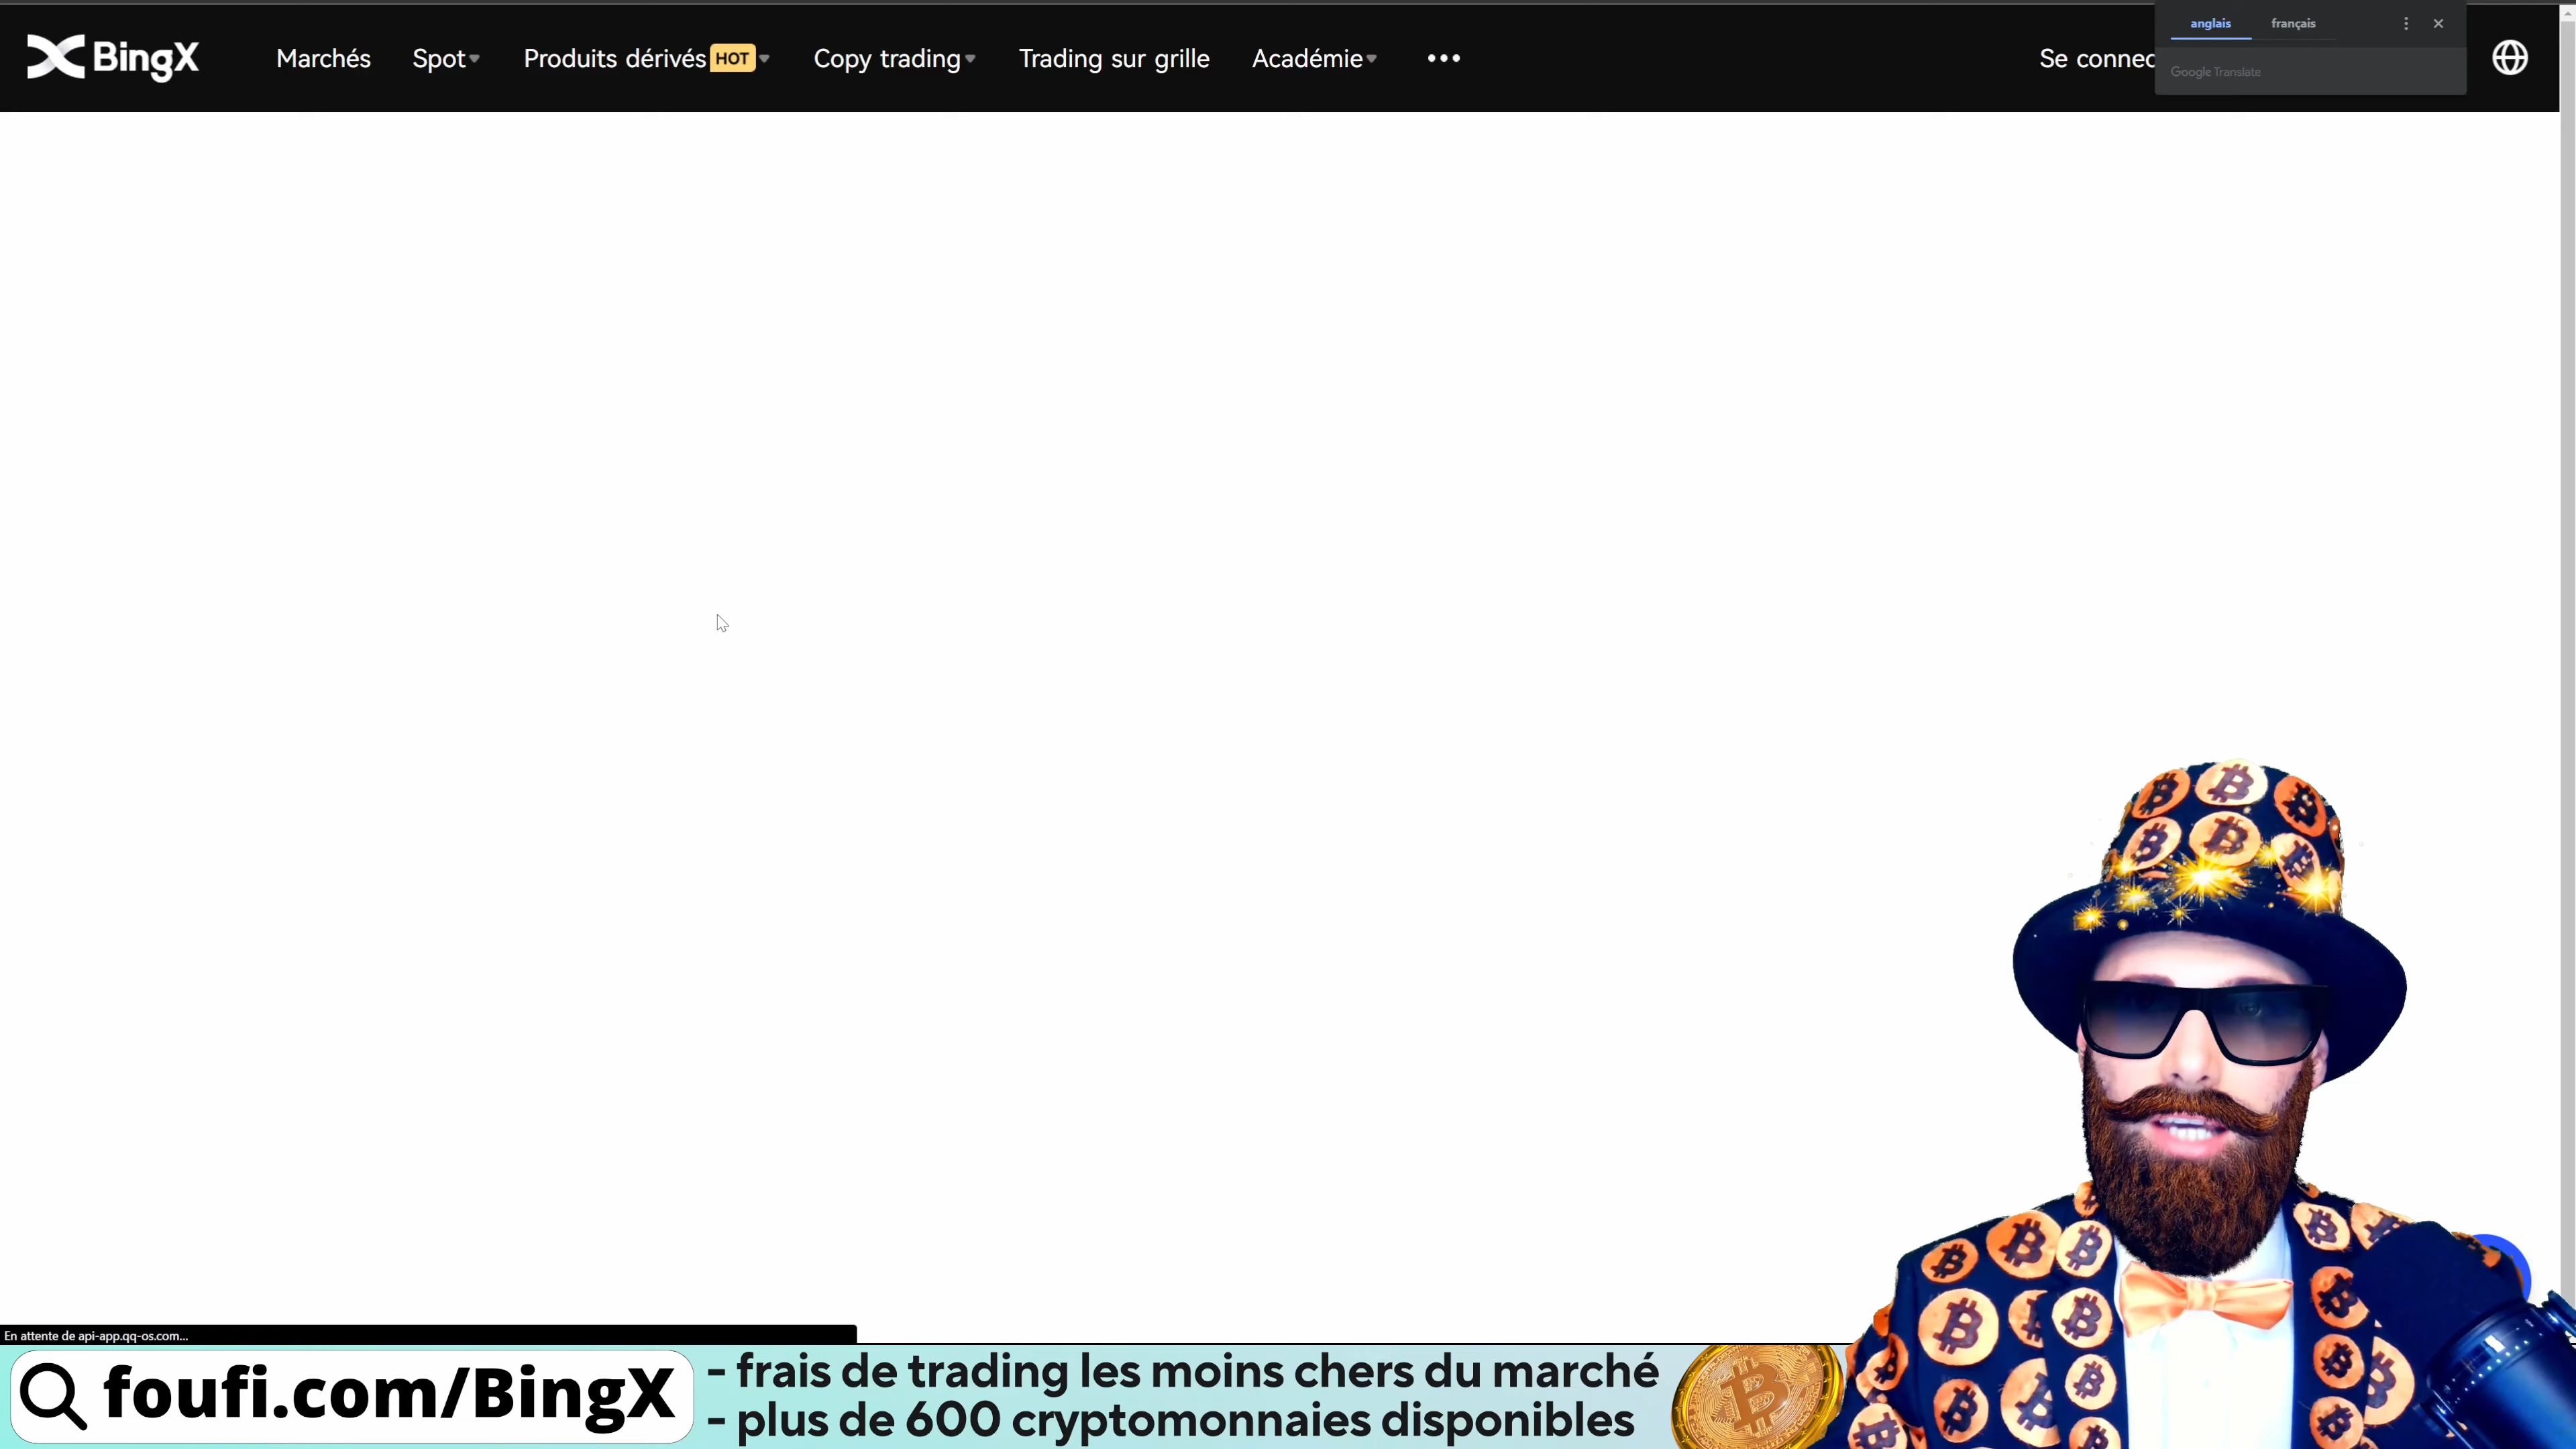 BingX Marchés Spot Produits dérivés HOT Copy trading Trading sur grille Académie ••• Se connec
anglais français
Google Translate
En attente de api-app.qq-os.com...
foufi.com/BingX
- frais de trading les moins chers du marché
- plus de 600 cryptomonnaies disponibles